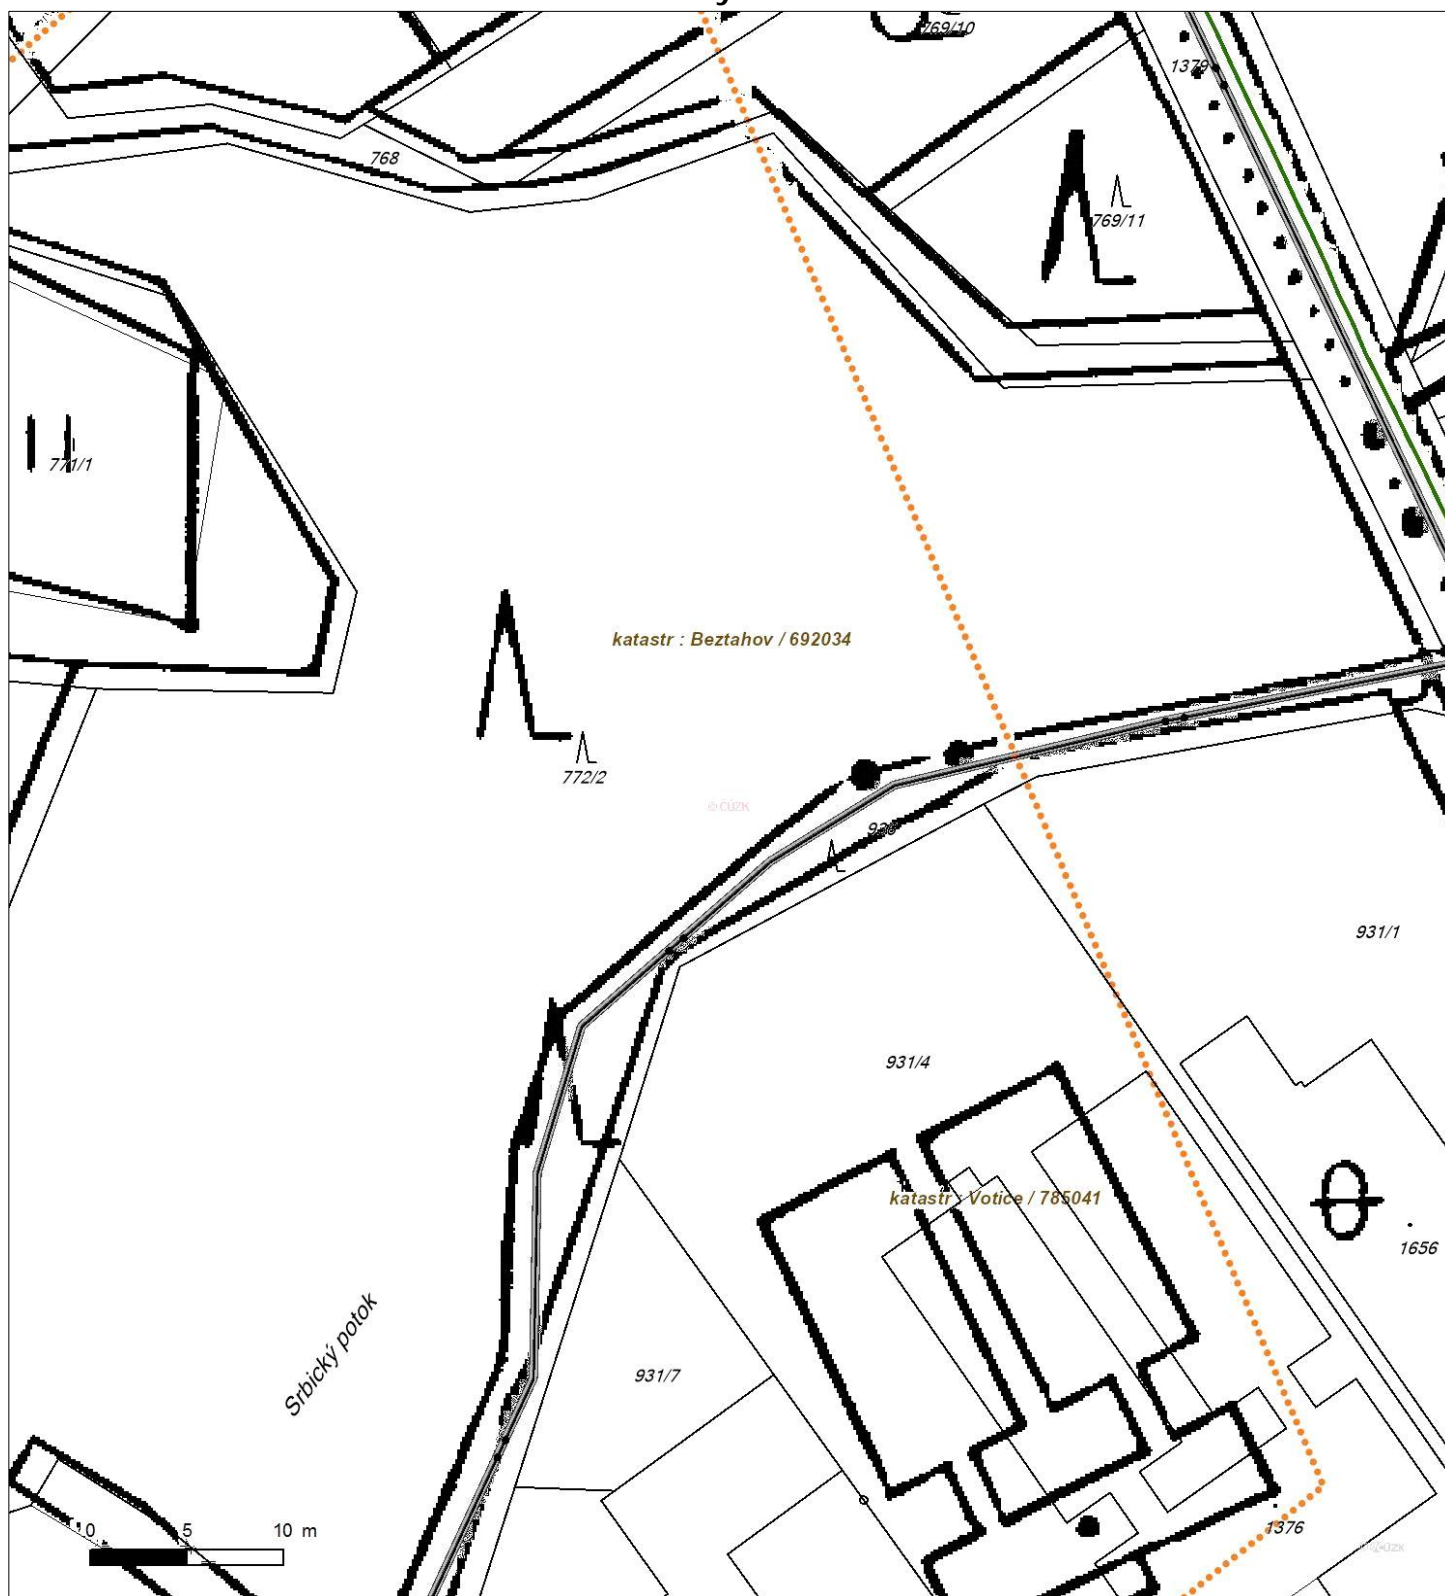 769/10
1379
768
769/11
771/1
katastr : Beztahov / 692034
772/2
© ČÚZK
931/1
931/4
katastr : Votice / 785041
1656
Srbický potok
931/7
0 5 10 m
1376